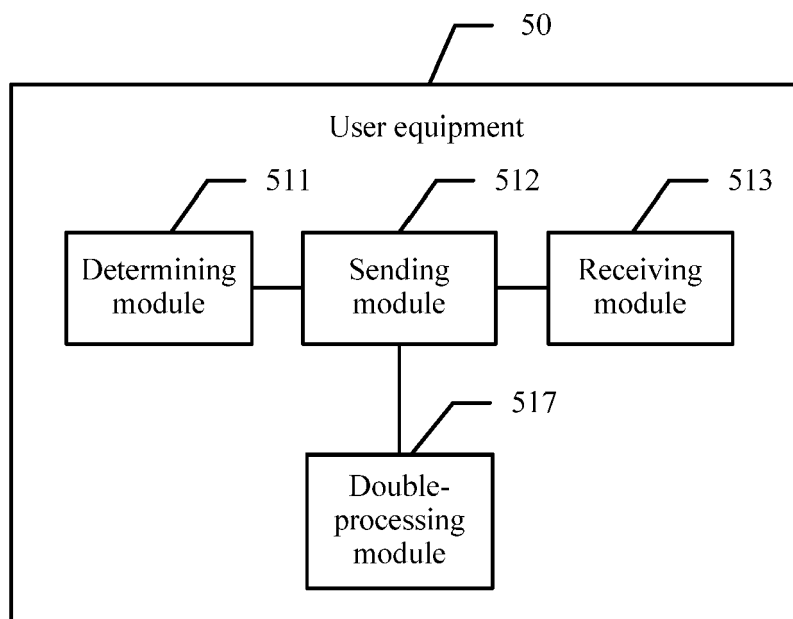 50
User equipment
511
512
513
Determining
module
Sending
module
Receiving
module
517
Double-
processing
module